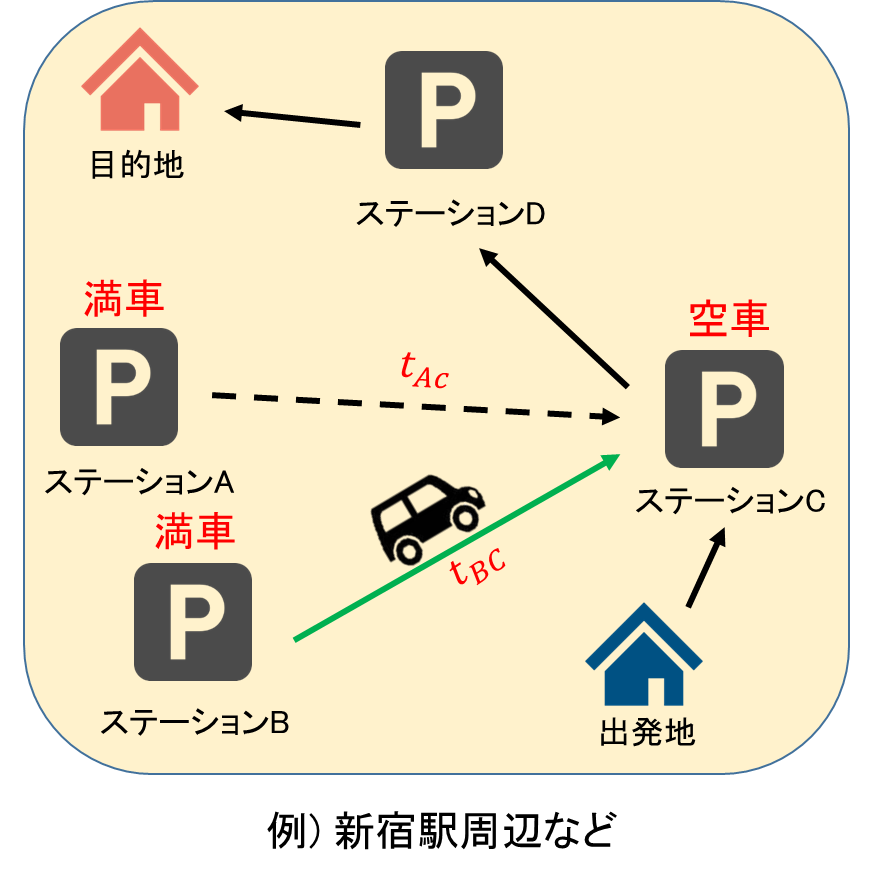 P
目的地
ステーションD
満車
P
ステーションA
空車
P
ステーションC
t_{Ac}
満車
P
ステーションB
t_{BC}
出発地
例) 新宿駅周辺など